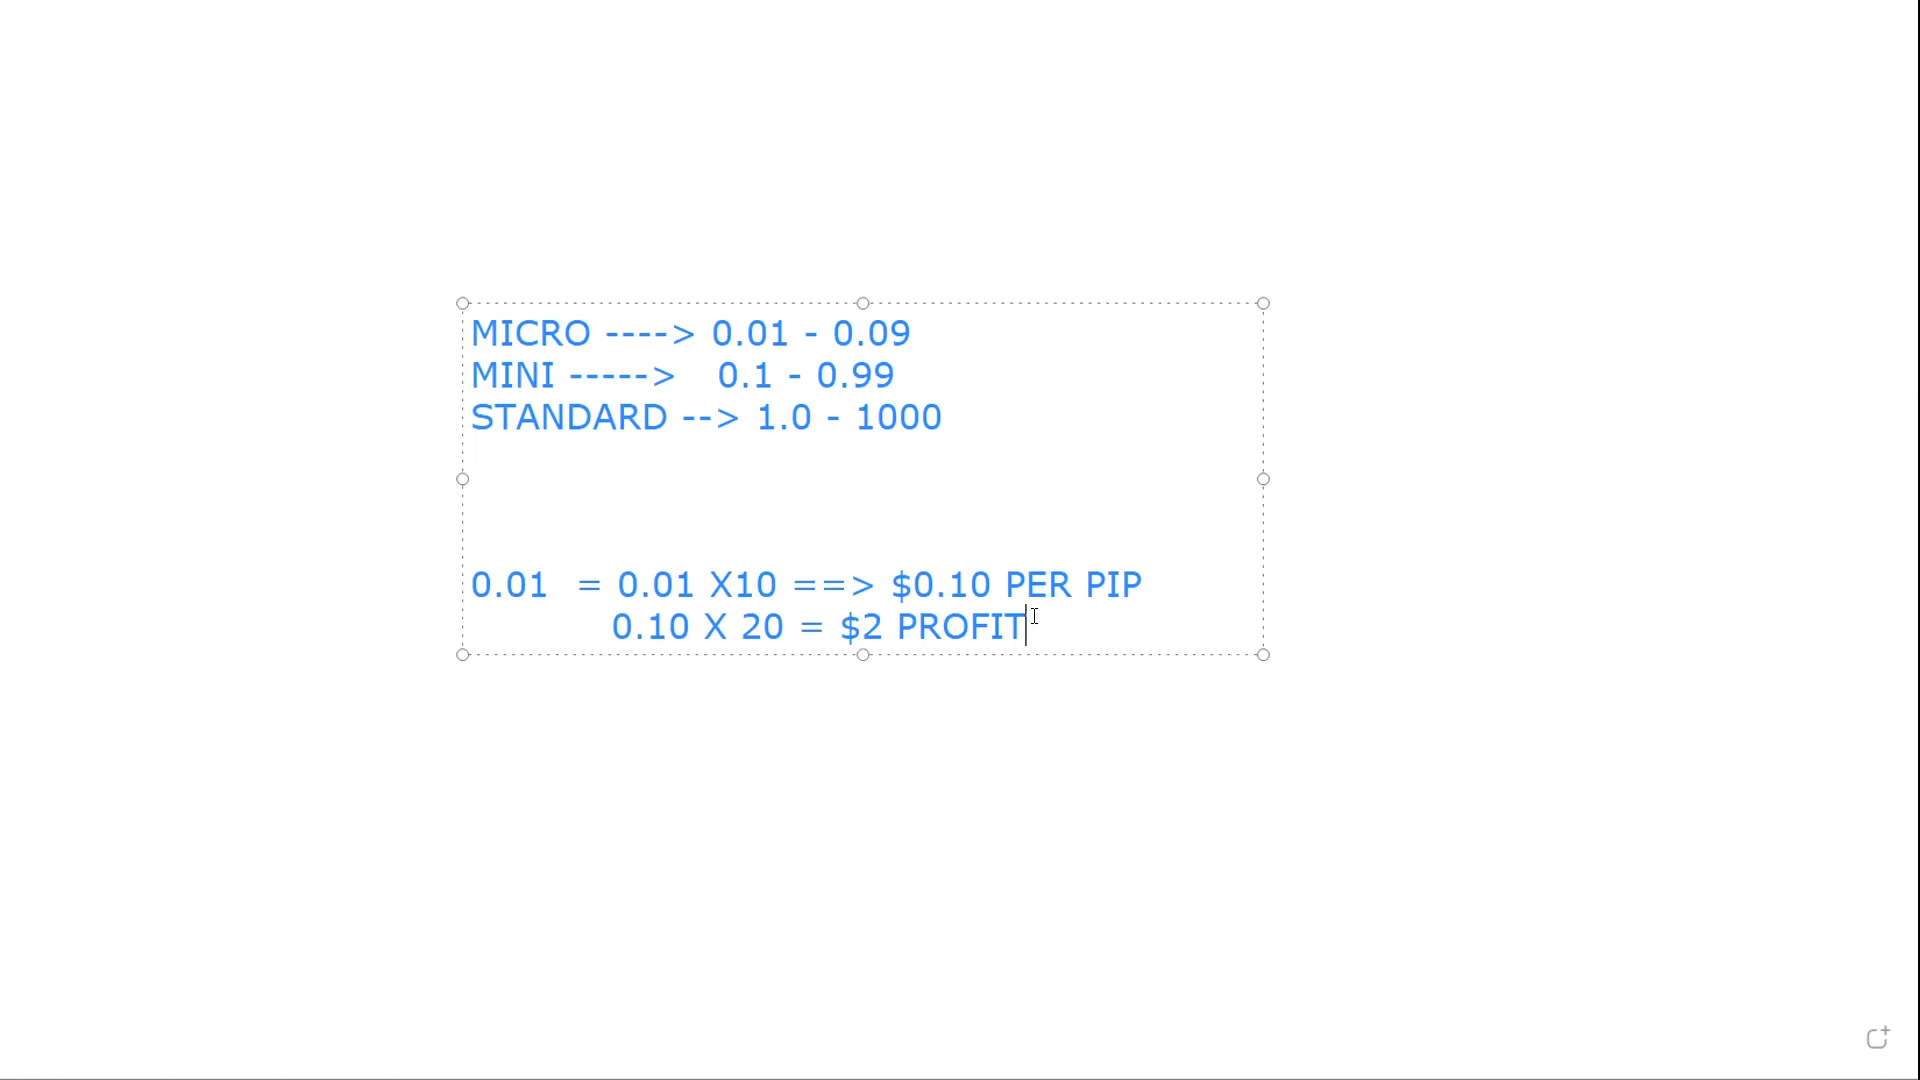 MICRO ----> 0.01 - 0.09
MINI ----->   0.1 - 0.99
STANDARD --> 1.0 - 1000
0.01  = 0.01 X10 ==> $0.10 PER PIP
0.10 X 20 = $2 PROFIT